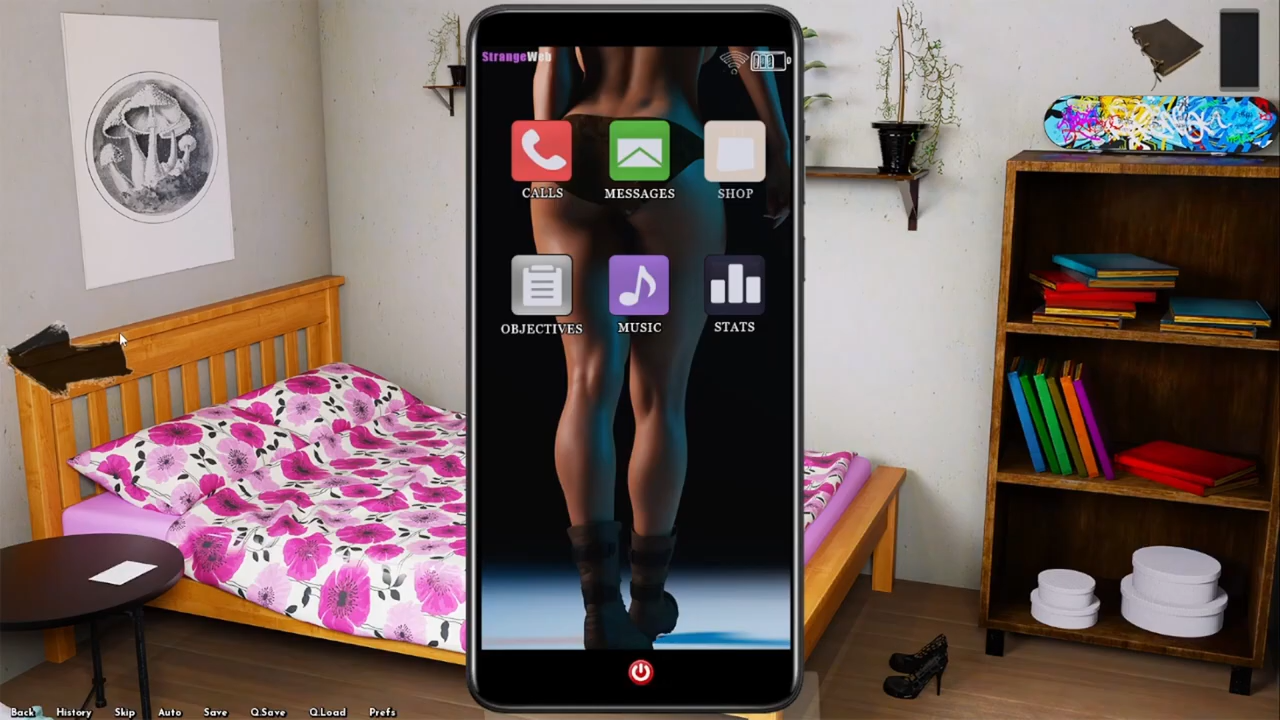 StrangeWeb
CALLS MESSAGES SHOP
OBJECTIVES MUSIC STATS
Back History Skip Auto Save Q.Save Q.Load Prefs